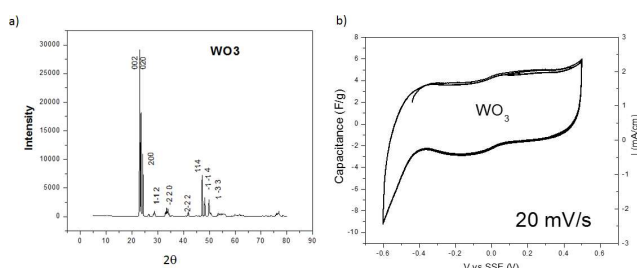 a)
WO3
Intensity
30000
25000
20000
15000
10000
5000
0
002
020
200
1-1 2
-2 2 0
2-2 2
114
-1 -1 4
1 -3 3
0 10 20 30 40 50 60 70 80 90
2θ
b)
Capacitance (F/g)
8
6
4
2
0
-2
-4
-6
-8
-10
WO3
20 mV/s
3
2
1
0
-1
-2
I (mA/cm)
-0.6 -0.4 -0.2 0.0 0.2 0.4 0.6
V vs SSE (V)